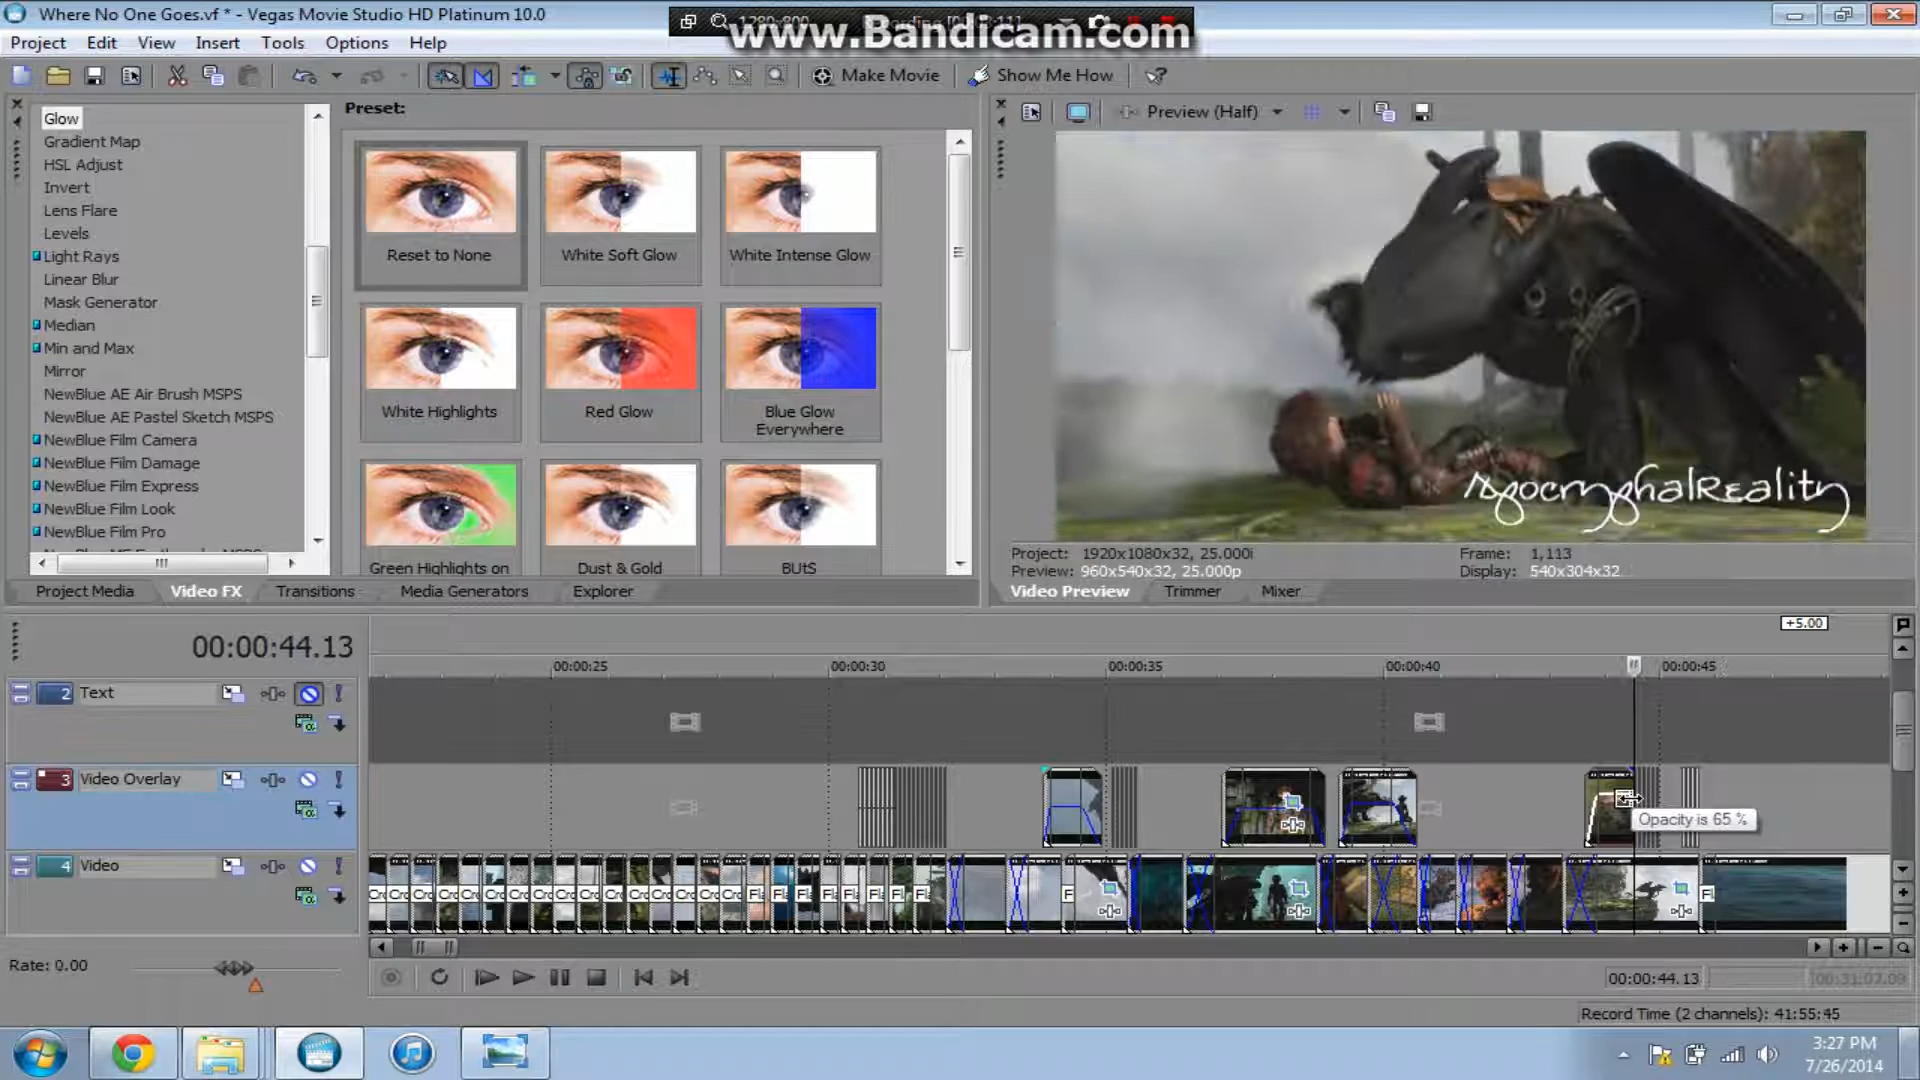 Where No One Goes.vf * - Vegas Movie Studio HD Platinum 10.0
www.Bandicam.com
Project Edit View Insert Tools Options Help
Make Movie Show Me How
Glow
Gradient Map
HSL Adjust
Invert
Lens Flare
Levels
Light Rays
Linear Blur
Mask Generator
Median
Min and Max
Mirror
NewBlue AE Air Brush MSPS
NewBlue AE Pastel Sketch MSPS
NewBlue Film Camera
NewBlue Film Damage
NewBlue Film Express
NewBlue Film Look
NewBlue Film Pro
Preset:
Reset to None White Soft Glow White Intense Glow
White Highlights Red Glow Blue Glow
Everywhere
Green Highlights on Dust & Gold BUtS
Preview (Half)
ApocryphalReality
Project: 1920x1080x32, 25.000i Frame: 1,113
Preview: 960x540x32, 25.000p Display: 540x304x32
Project Media Video FX Transitions Media Generators Explorer
Video Preview Trimmer Mixer
+5.00
00:00:44.13
00:00:25 00:00:30 00:00:35 00:00:40 00:00:45
2 Text
3 Video Overlay
Opacity is 65 %
4 Video
Rate: 0.00
00:00:44.13 00:31:07.09
Record Time (2 channels): 41:55:45
3:27 PM
7/26/2014